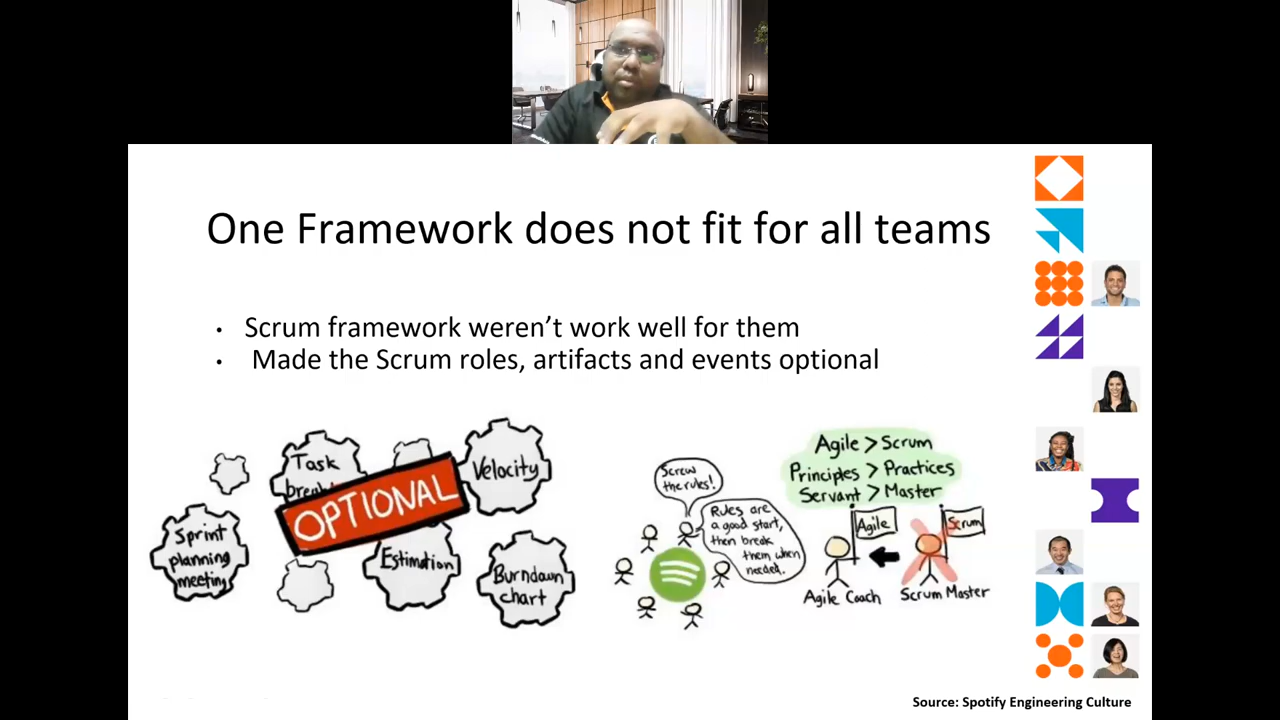 One Framework does not fit for all teams
• Scrum framework weren't work well for them
• Made the Scrum roles, artifacts and events optional
Task
OPTIONAL
Velocity
Sprint
planning
meeting
Estimation
Burndown
chart
Screw
the rules!
Rules are
a good start,
then break
them when
needed.
Agile > Scrum
Principles > Practices
Servant > Master
Agile
Scrum
Agile Coach
Scrum Master
Source: Spotify Engineering Culture